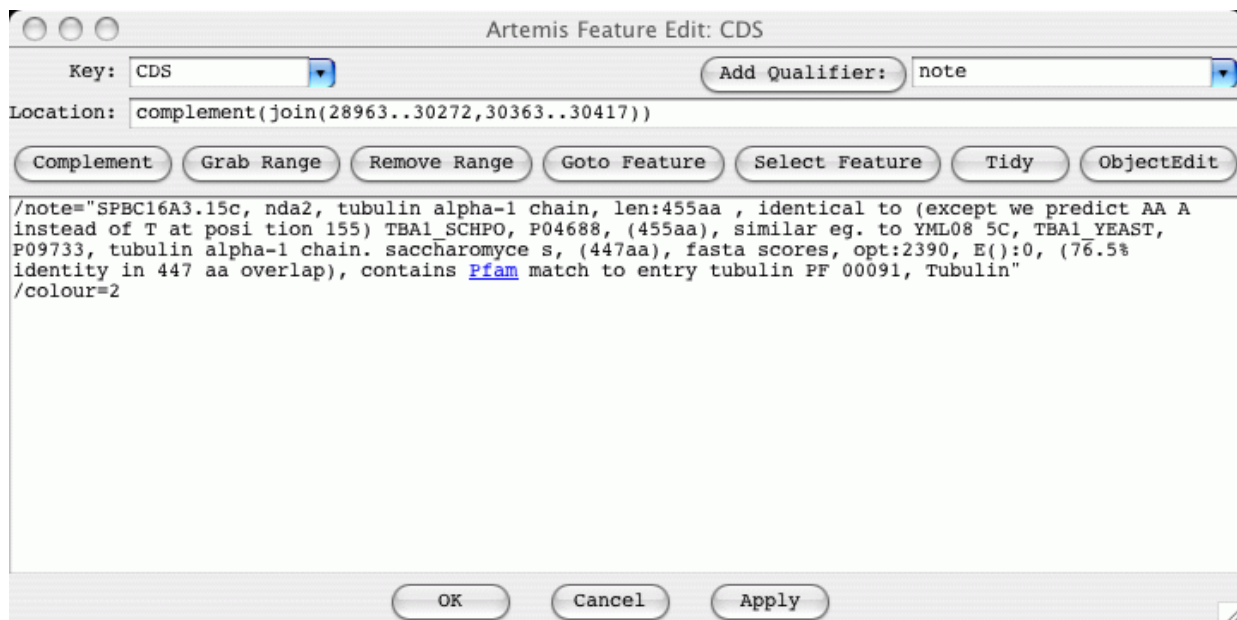 Artemis Feature Edit: CDS
Key: CDS Add Qualifier: note
Location: complement(join(28963..30272,30363..30417))
Complement Grab Range Remove Range Goto Feature Select Feature Tidy ObjectEdit
/note="SPBC16A3.15c, nda2, tubulin alpha-1 chain, len:455aa , identical to (except we predict AA A
instead of T at posi tion 155) TBA1_SCHPO, P04688, (455aa), similar eg. to YML08 5C, TBA1_YEAST,
P09733, tubulin alpha-1 chain. saccharomyce s, (447aa), fasta scores, opt:2390, E():0, (76.5%
identity in 447 aa overlap), contains Pfam match to entry tubulin PF 00091, Tubulin"
/colour=2
OK Cancel Apply